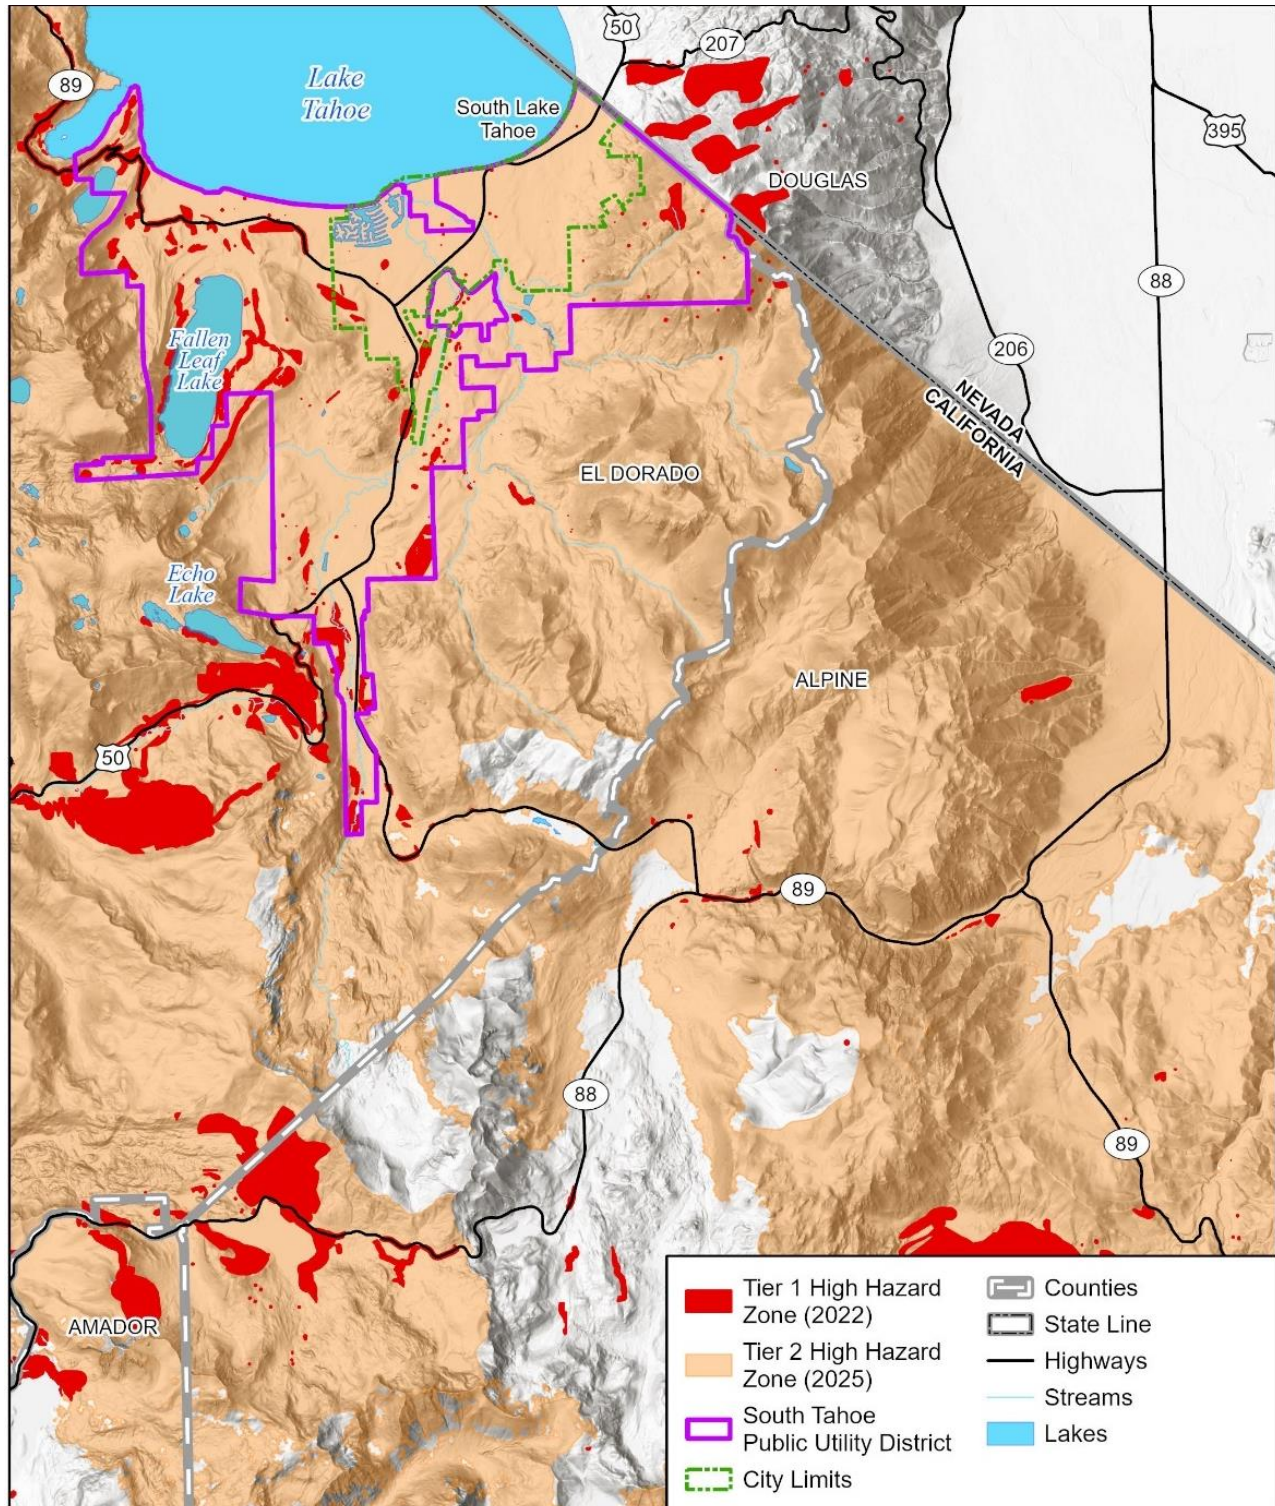 50
207
89
Lake
Tahoe
South Lake
Tahoe
395
DOUGLAS
88
Fallen
Leaf
Lake
206
NEVADA
CALIFORNIA
EL DORADO
Echo
Lake
ALPINE
50
89
88
89
AMADOR
Tier 1 High Hazard
Zone (2022)
Tier 2 High Hazard
Zone (2025)
South Tahoe
Public Utility District
City Limits
Counties
State Line
Highways
Streams
Lakes